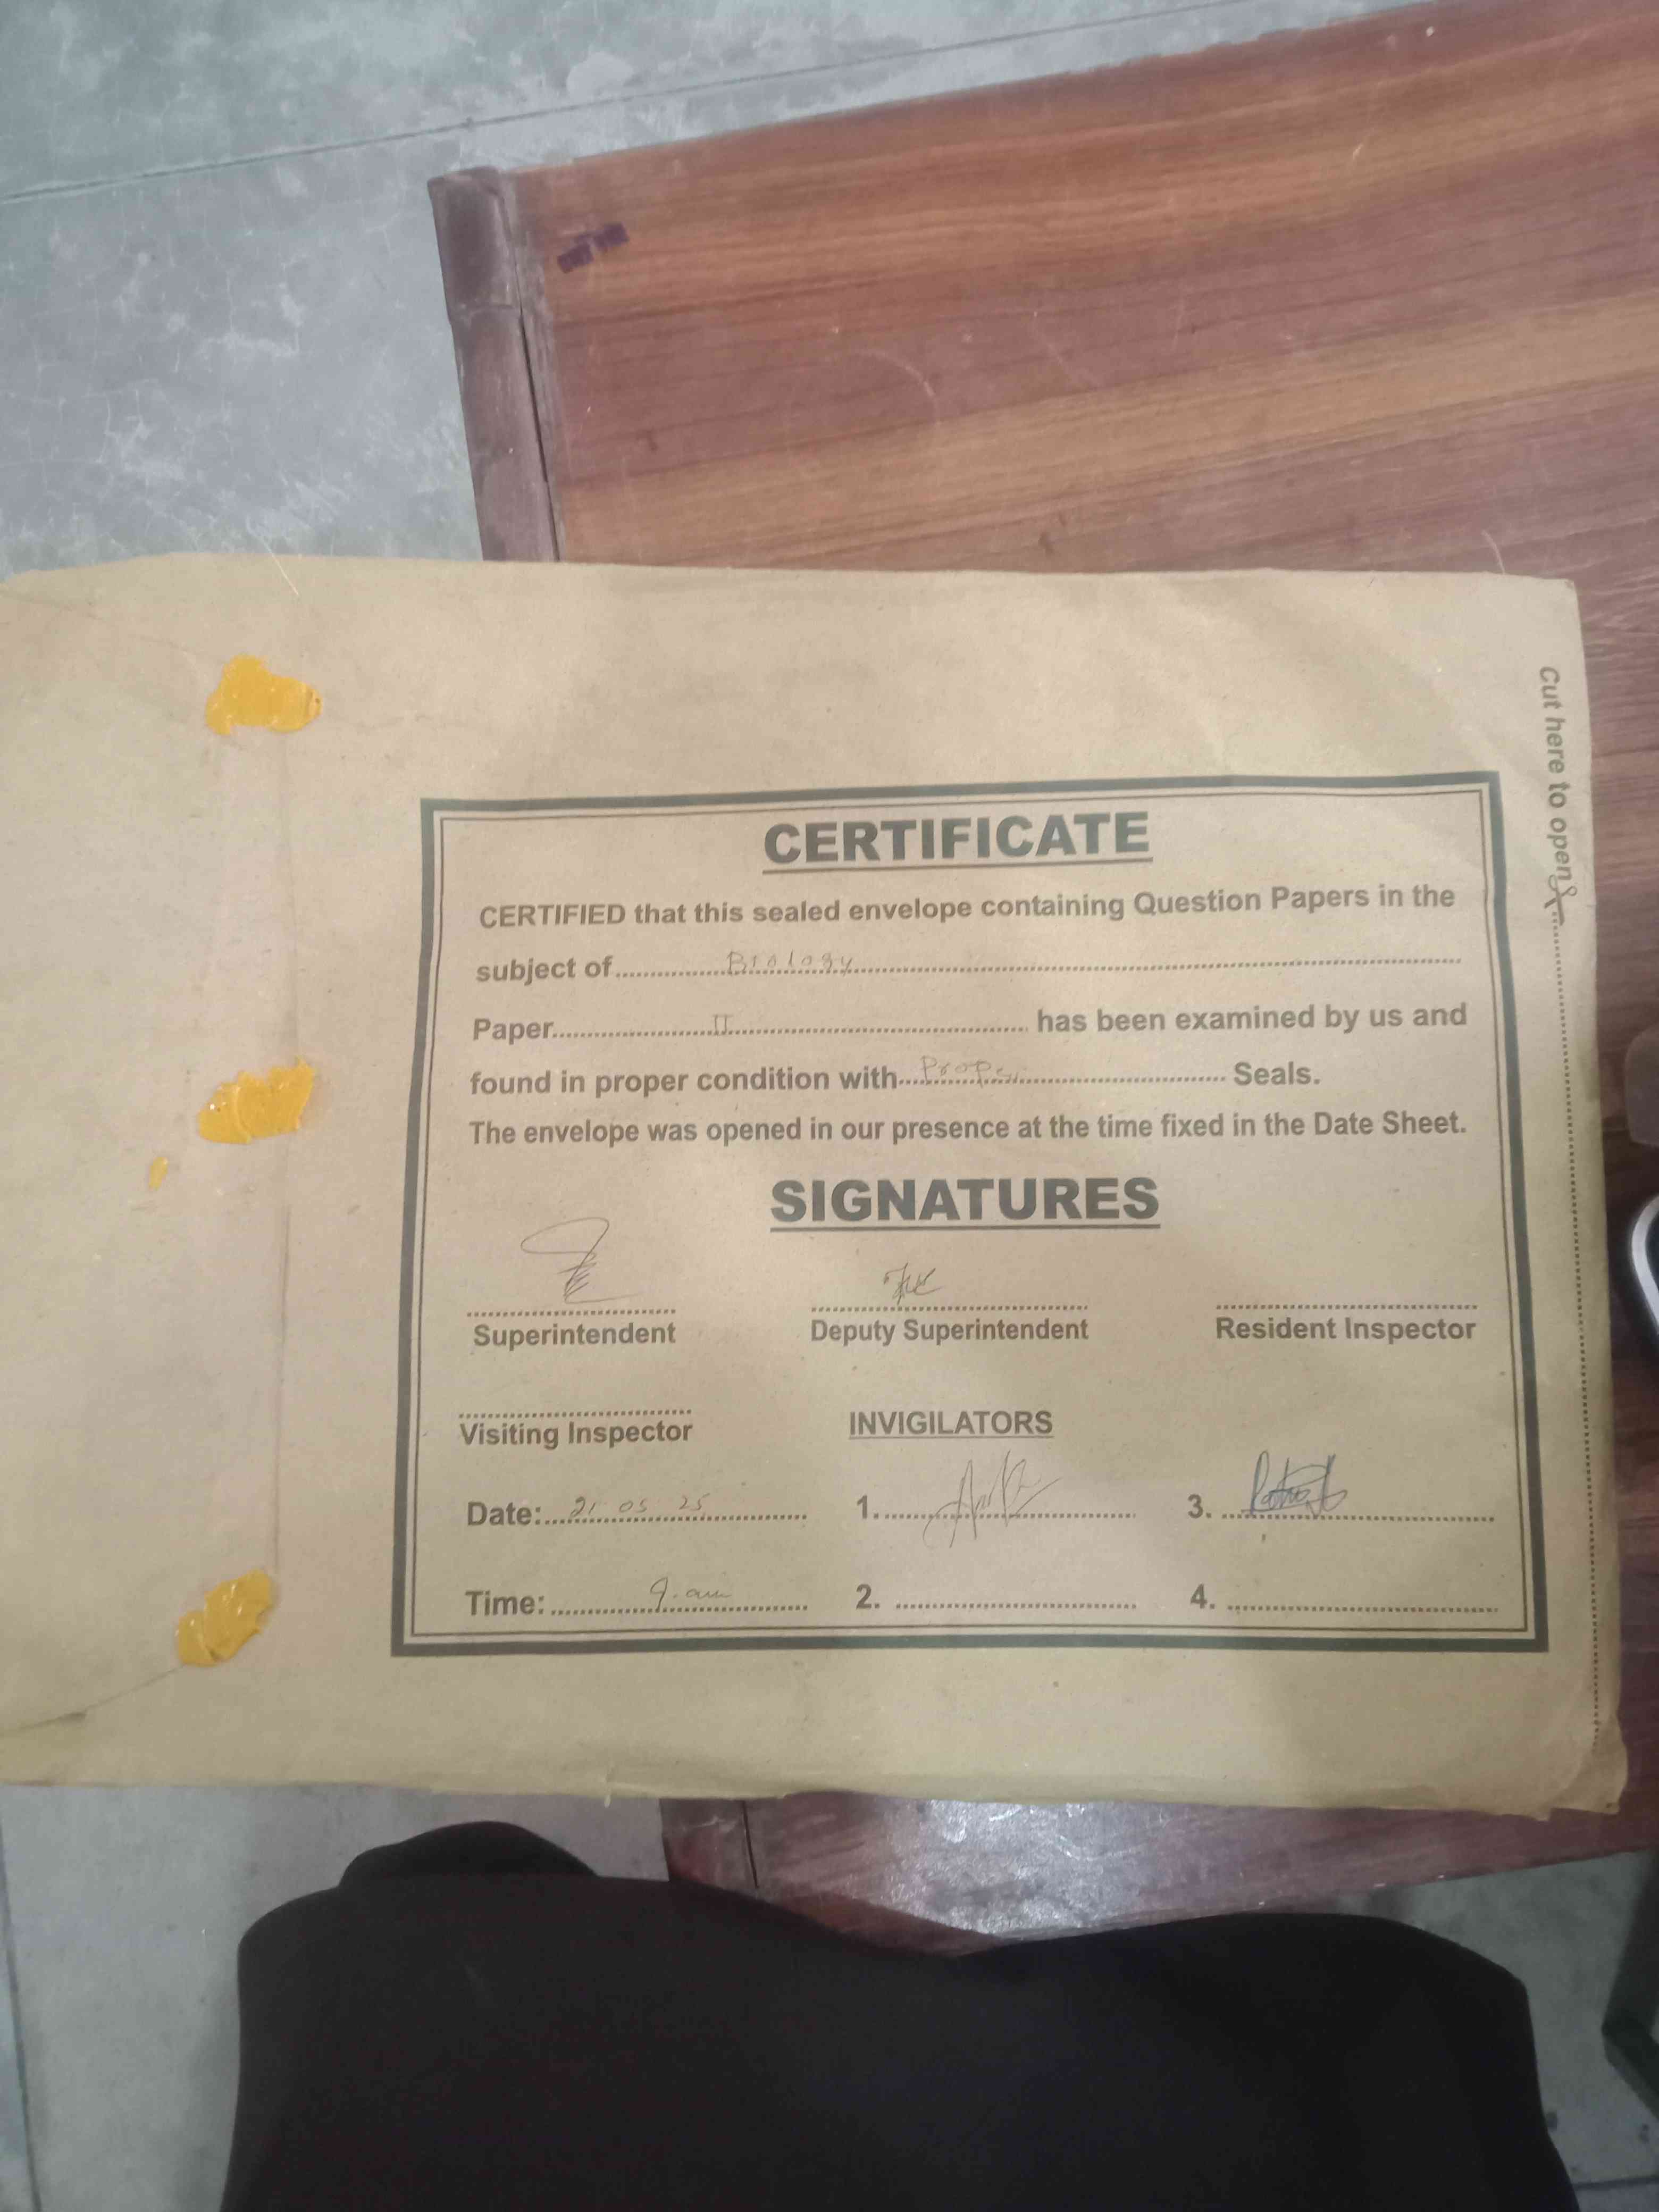 Cut here to open
CERTIFICATE
CERTIFIED that this sealed envelope containing Question Papers in the
subject of Biology
Paper II has been examined by us and
found in proper condition with Seals.
The envelope was opened in our presence at the time fixed in the Date Sheet.
SIGNATURES
Superintendent Deputy Superintendent Resident Inspector
Visiting Inspector INVIGILATORS
Date: 21 05 25 1. 3.
Time: 9. am 2. 4.